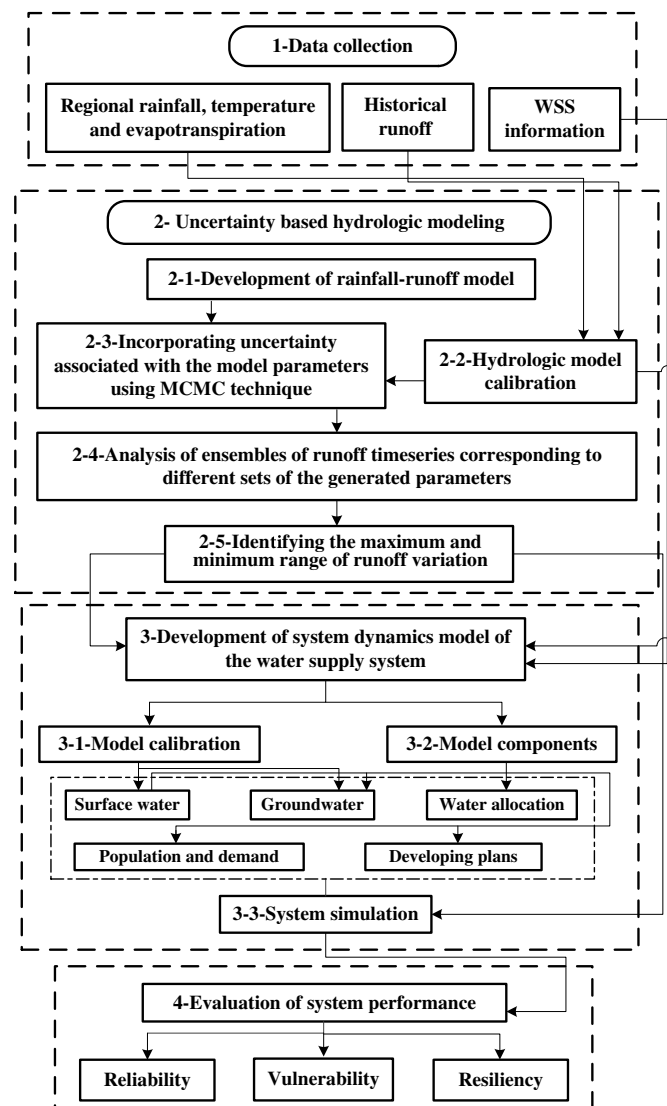 1-Data collection
Regional rainfall, temperature
and evapotranspiration
Historical
runoff
WSS
information
2- Uncertainty based hydrologic modeling
2-1-Development of rainfall-runoff model
2-3-Incorporating uncertainty
associated with the model parameters
using MCMC technique
2-2-Hydrologic model
calibration
2-4-Analysis of ensembles of runoff timeseries corresponding to
different sets of the generated parameters
2-5-Identifying the maximum and
minimum range of runoff variation
3-Development of system dynamics model of
the water supply system
3-1-Model calibration
3-2-Model components
Surface water
Groundwater
Water allocation
Population and demand
Developing plans
3-3-System simulation
4-Evaluation of system performance
Reliability
Vulnerability
Resiliency